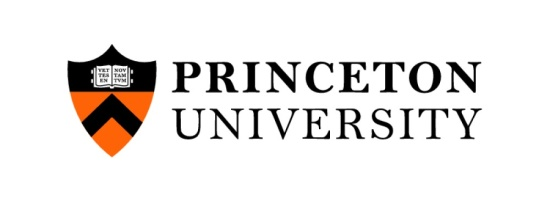 VET NOV
TES TAM
EN TVM
PRINCETON
UNIVERSITY